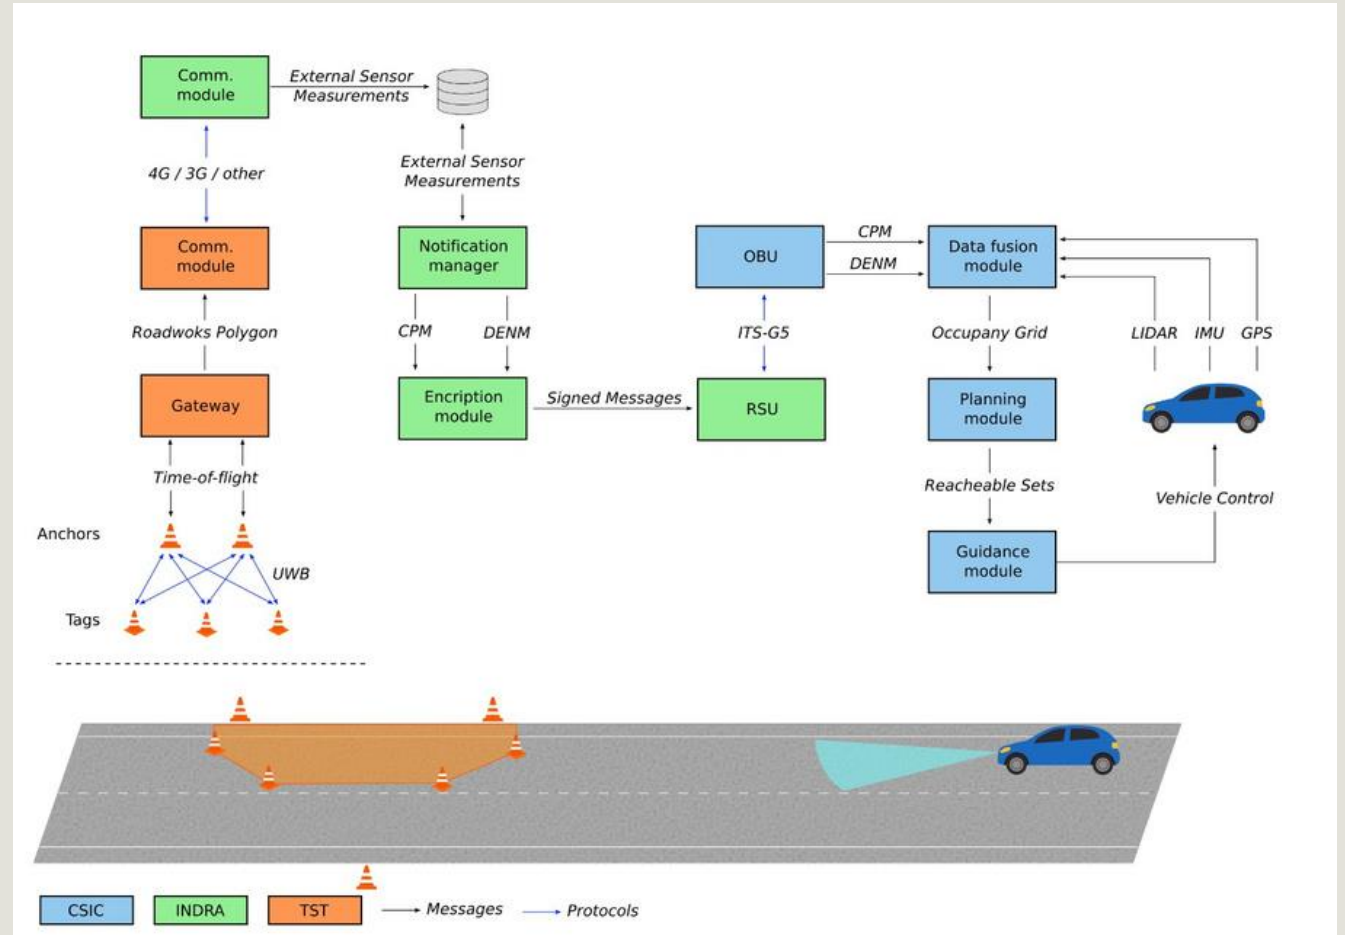 Comm.
module
External Sensor
Measurements
4G / 3G / other
External Sensor
Measurements
Comm.
module
Notification
manager
OBU
CPM
DENM
Data fusion
module
Roadwoks Polygon
CPM
DENM
ITS-G5
Occupany Grid
LIDAR
IMU
GPS
Gateway
Encription
module
Signed Messages
RSU
Planning
module
Time-of-flight
Reacheable Sets
Vehicle Control
Anchors
UWB
Guidance
module
Tags
CSIC
INDRA
TST
Messages
Protocols